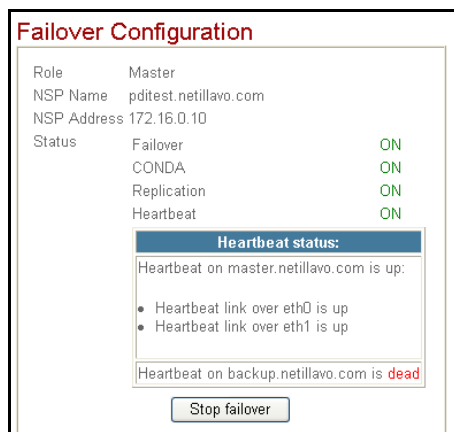 Failover Configuration
Role Master
NSP Name pditest.netillavo.com
NSP Address 172.16.0.10
Status Failover ON
CONDA ON
Replication ON
Heartbeat ON
Heartbeat status:
Heartbeat on master.netillavo.com is up:
• Heartbeat link over eth0 is up
• Heartbeat link over eth1 is up
Heartbeat on backup.netillavo.com is dead
Stop failover